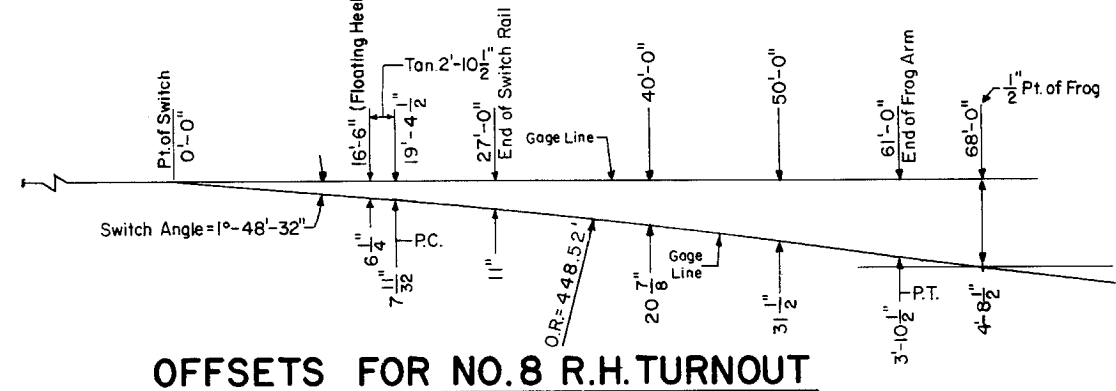 Pt. of Switch
0'-0"
16'-6" (Floating Heel
Tan. 2'-10 1/2"
19'-4 1/2"
27'-0"
End of Switch Rail
Gage Line
40'-0"
50'-0"
61'-0"
End of Frog Arm
68'-0"
1/2" Pt. of Frog
Switch Angle = 1°-48'-32"
6 1/4"
P.C.
7 11/32"
11"
O.R. = 448.52'
20 7/8"
Gage
Line
31 1/2"
P.T.
3'-10 1/2"
4'-8 1/2"
OFFSETS FOR NO. 8 R.H. TURNOUT